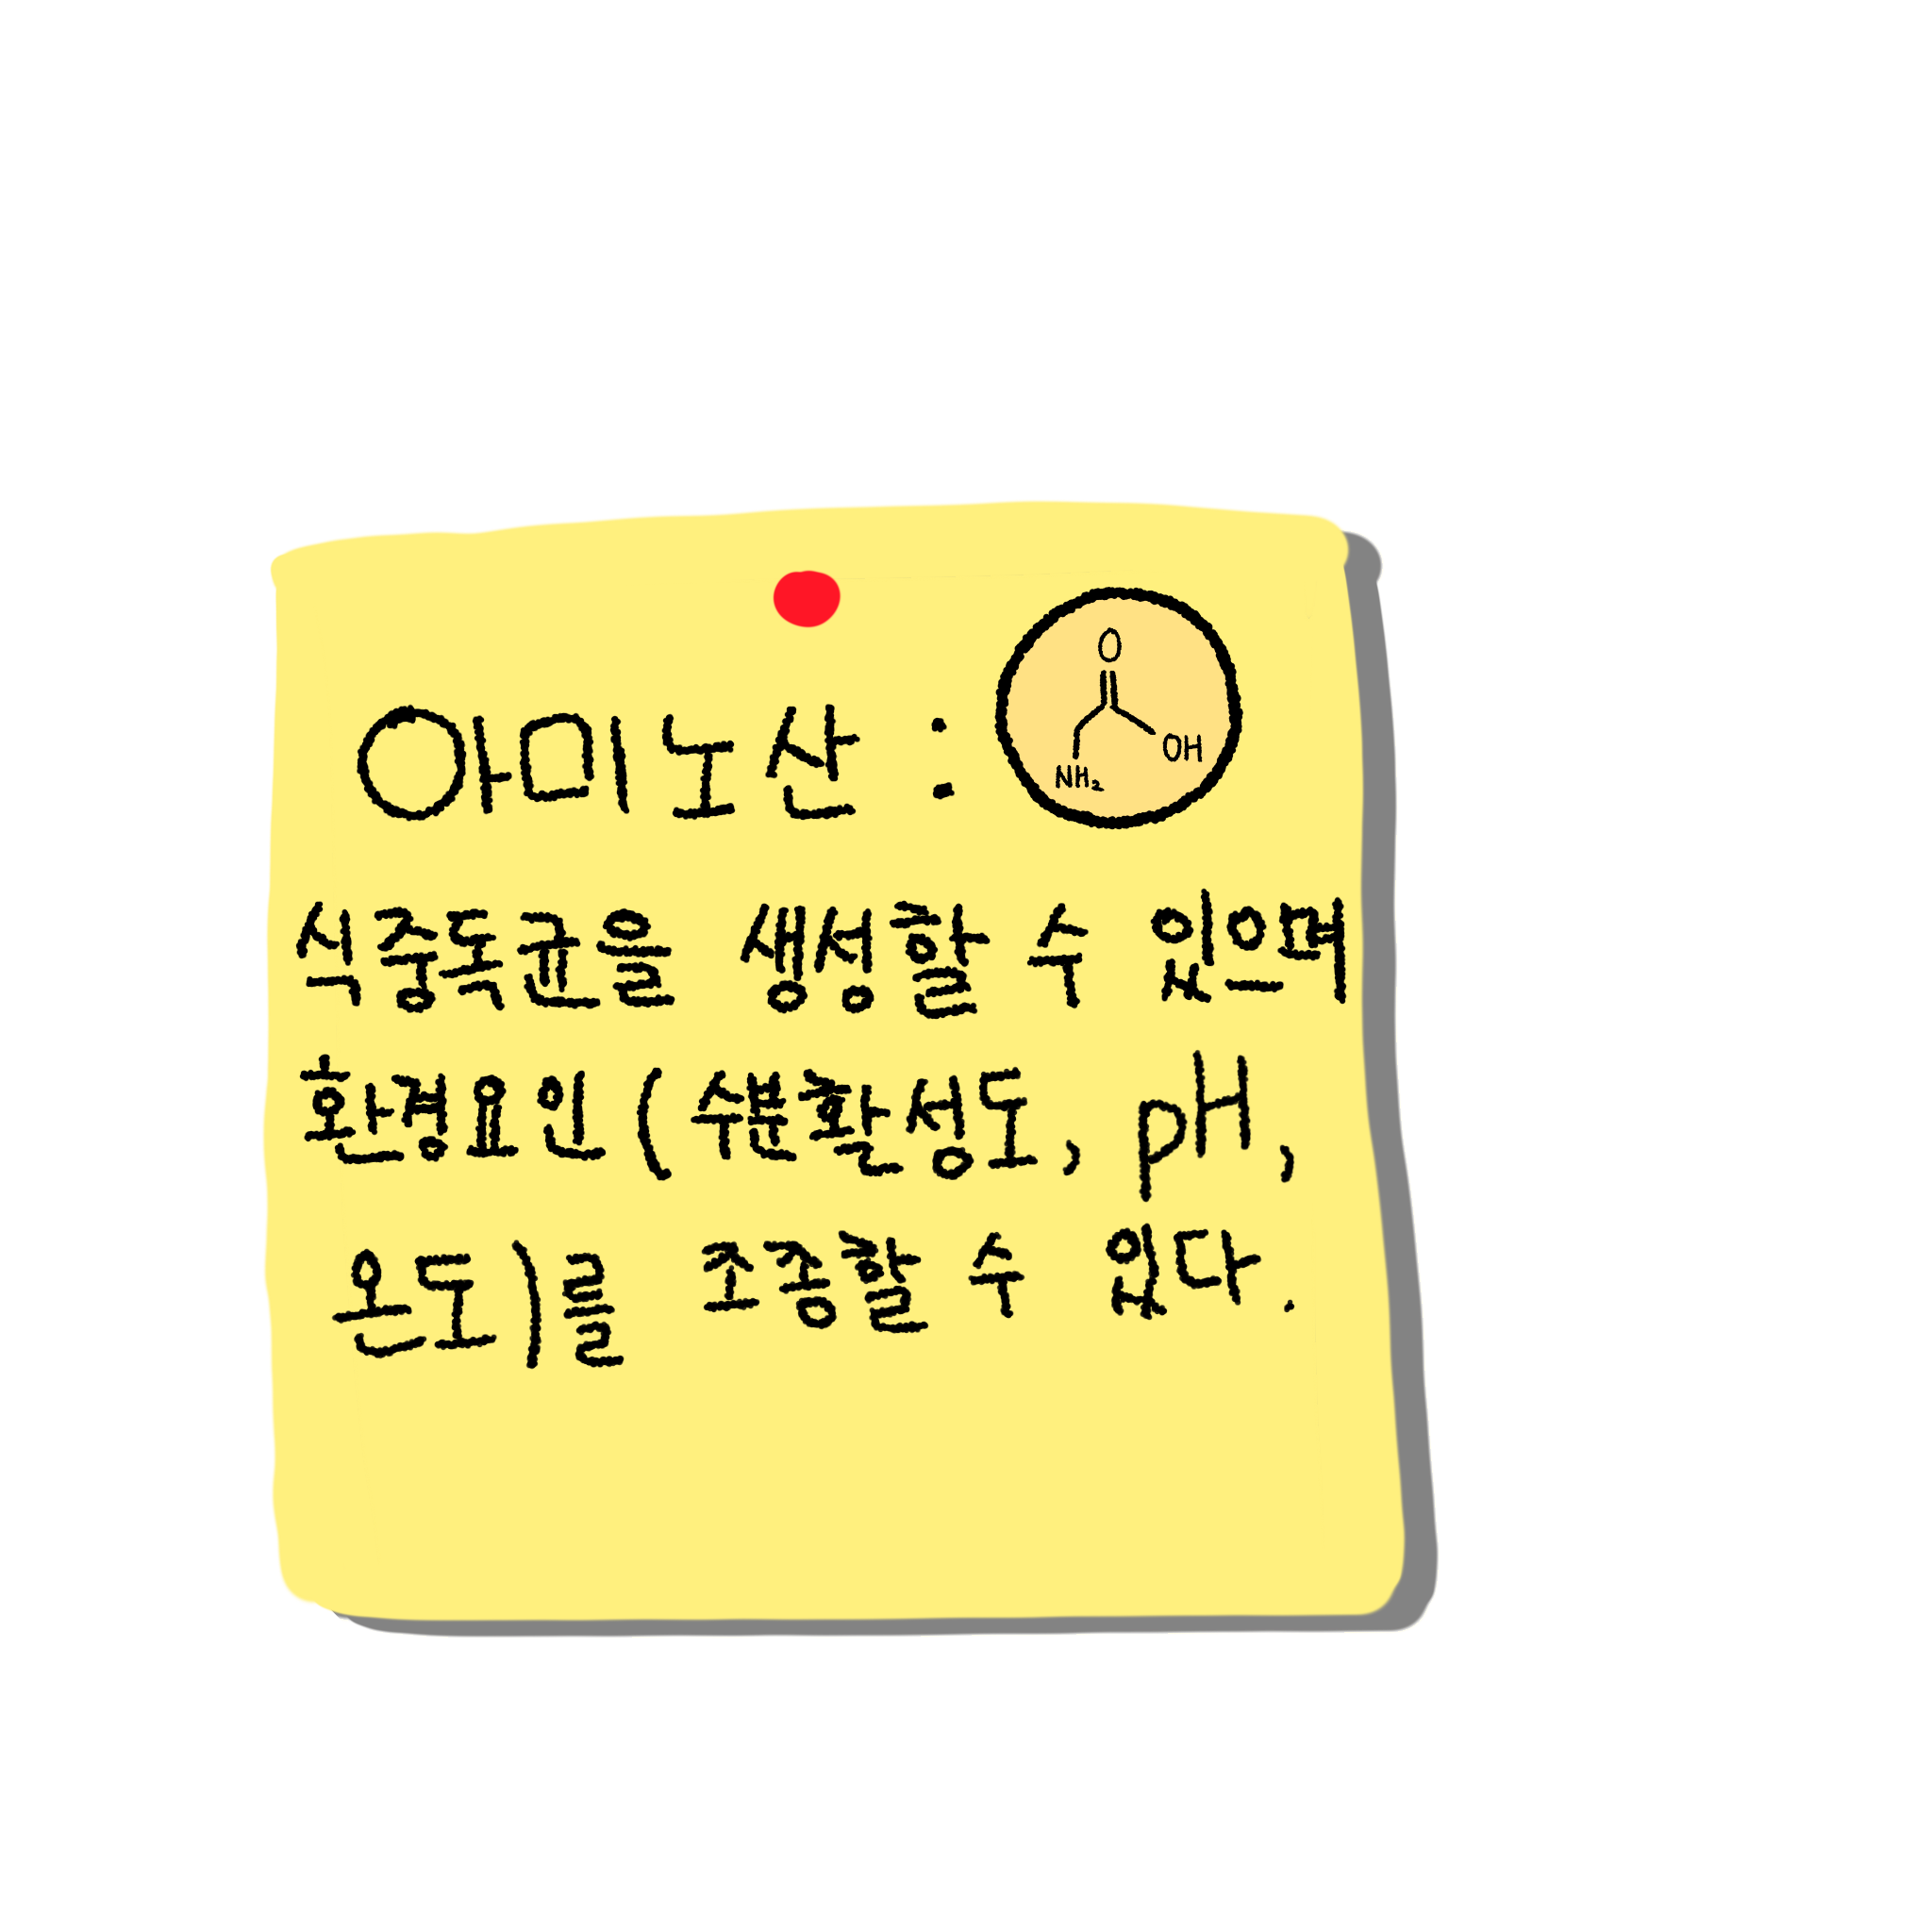 아미노산 :
O
OH
NH₂
식중독균을 생성할 수 있으며
환경요인(수분활성도, pH,
온도)를 조종할 수 있다.